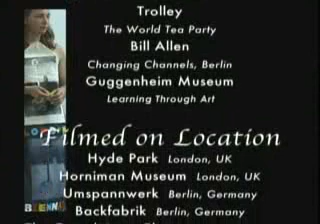 Trolley
The World Tea Party
Bill Allen
Changing Channels, Berlin
Guggenheim Museum
Learning Through Art
Filmed on Location
Hyde Park London, UK
Horniman Museum London, UK
Umspannwerk Berlin, Germany
Backfabrik Berlin, Germany